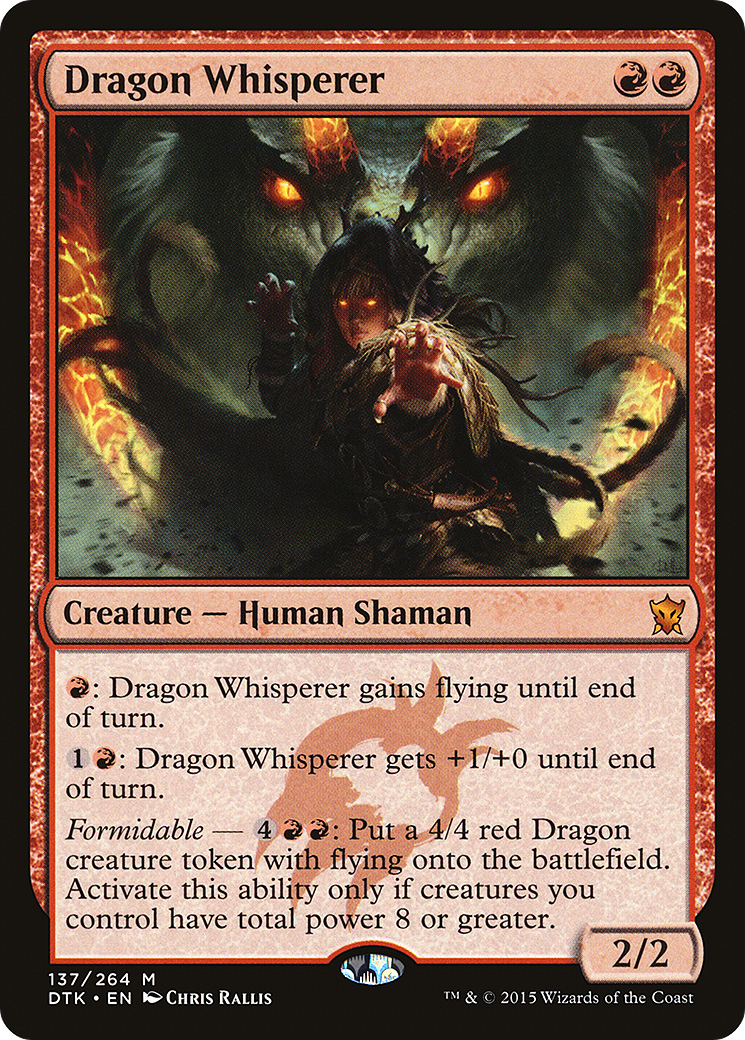 Dragon Whisperer
Creature — Human Shaman
: Dragon Whisperer gains flying until end
of turn.
1 : Dragon Whisperer gets +1/+0 until end
of turn.
Formidable — 4 : Put a 4/4 red Dragon
creature token with flying onto the battlefield.
Activate this ability only if creatures you
control have total power 8 or greater.
2/2
137/264 M
DTK • EN Chris Rallis
™ & © 2015 Wizards of the Coast